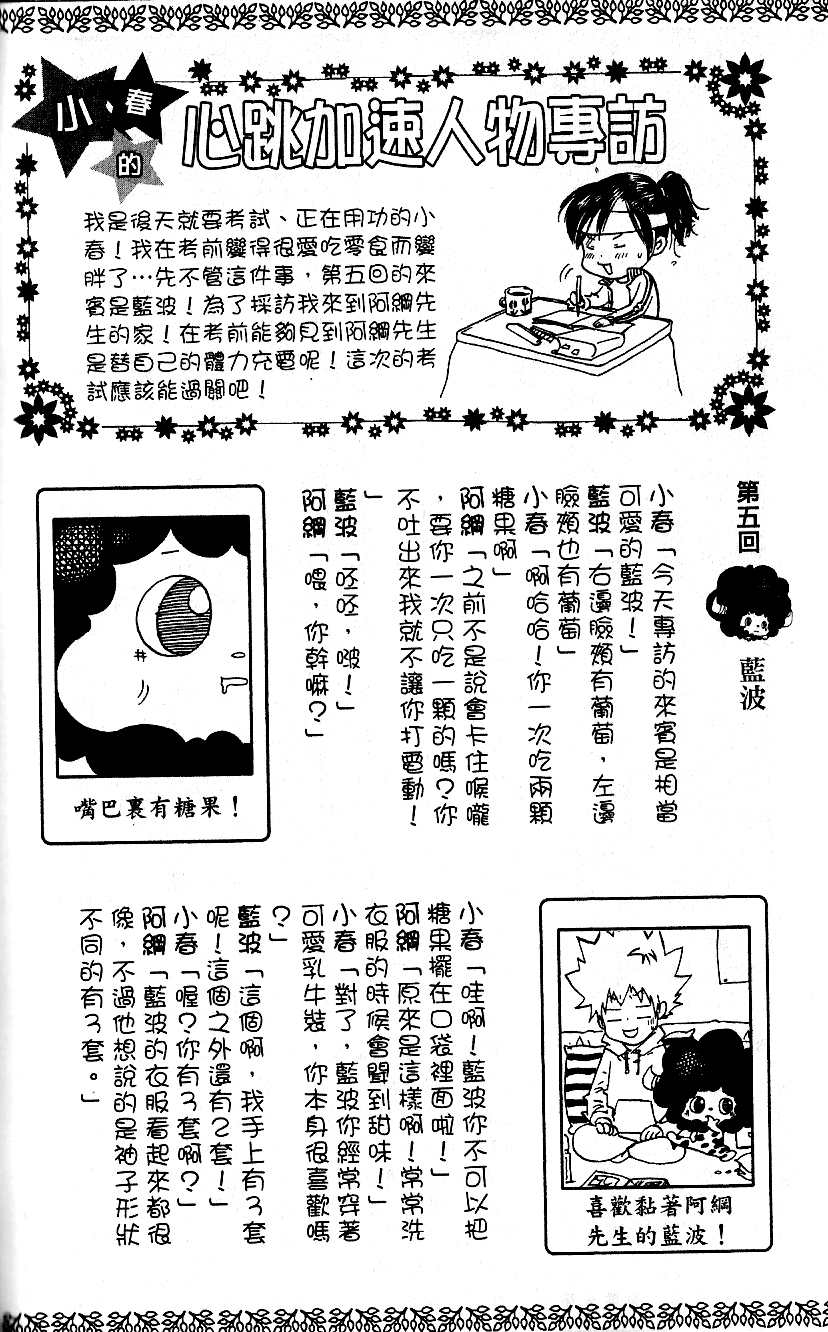 小春的
心跳加速人物專訪
我是後天就要考試、正在用功的小
春！我在考前變得很愛吃零食而變
胖了…先不管這件事，第五回的來
賓是藍波！為了採訪我來到阿綱先
生的家！在考前能夠見到阿綱先生
是替自己的體力充電呢！這次的考
試應該能過關吧！
第五回 藍波
小春「今天專訪的來賓是相當
可愛的藍波！」
藍波「右邊臉頰有葡萄，左邊
臉頰也有葡萄」
小春「啊哈哈！你一次吃兩顆
糖果啊」
阿綱「之前不是說會卡住喉嚨
，要你一次只吃一顆的嗎？你
不吐出來我就不讓你打電動！
」
藍波「呸呸，啵！」
阿綱「喂，你幹嘛？」
嘴巴裏有糖果！
喜歡黏著阿綱
先生的藍波！
小春「哇啊！藍波你不可以把
糖果擺在口袋裡面啦！」
阿綱「原來是這樣啊！常常洗
衣服的時候會聞到甜味！」
小春「對了，藍波你經常穿著
可愛乳牛裝，你本身很喜歡嗎
？」
藍波「這個啊，我手上有3套
呢！這個之外還有2套！」
小春「喔？你有3套啊？」
阿綱「藍波的衣服看起來都很
像，不過他想說的是袖子形狀
不同的有3套。」